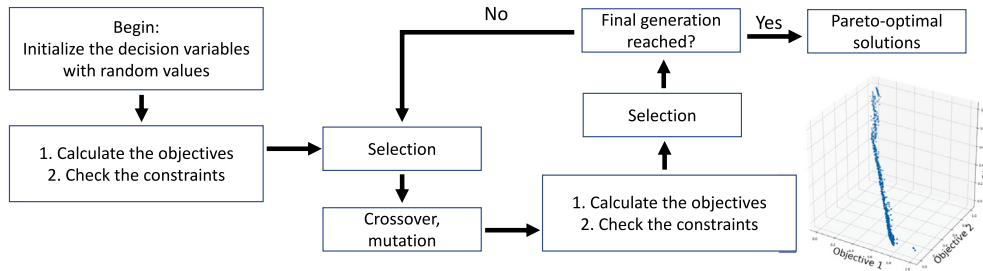 Begin:
Initialize the decision variables
with random values
1. Calculate the objectives
2. Check the constraints
Selection
Crossover,
mutation
1. Calculate the objectives
2. Check the constraints
Selection
Final generation
reached?
No
Yes
Pareto-optimal
solutions
Objective 1
Objective 2